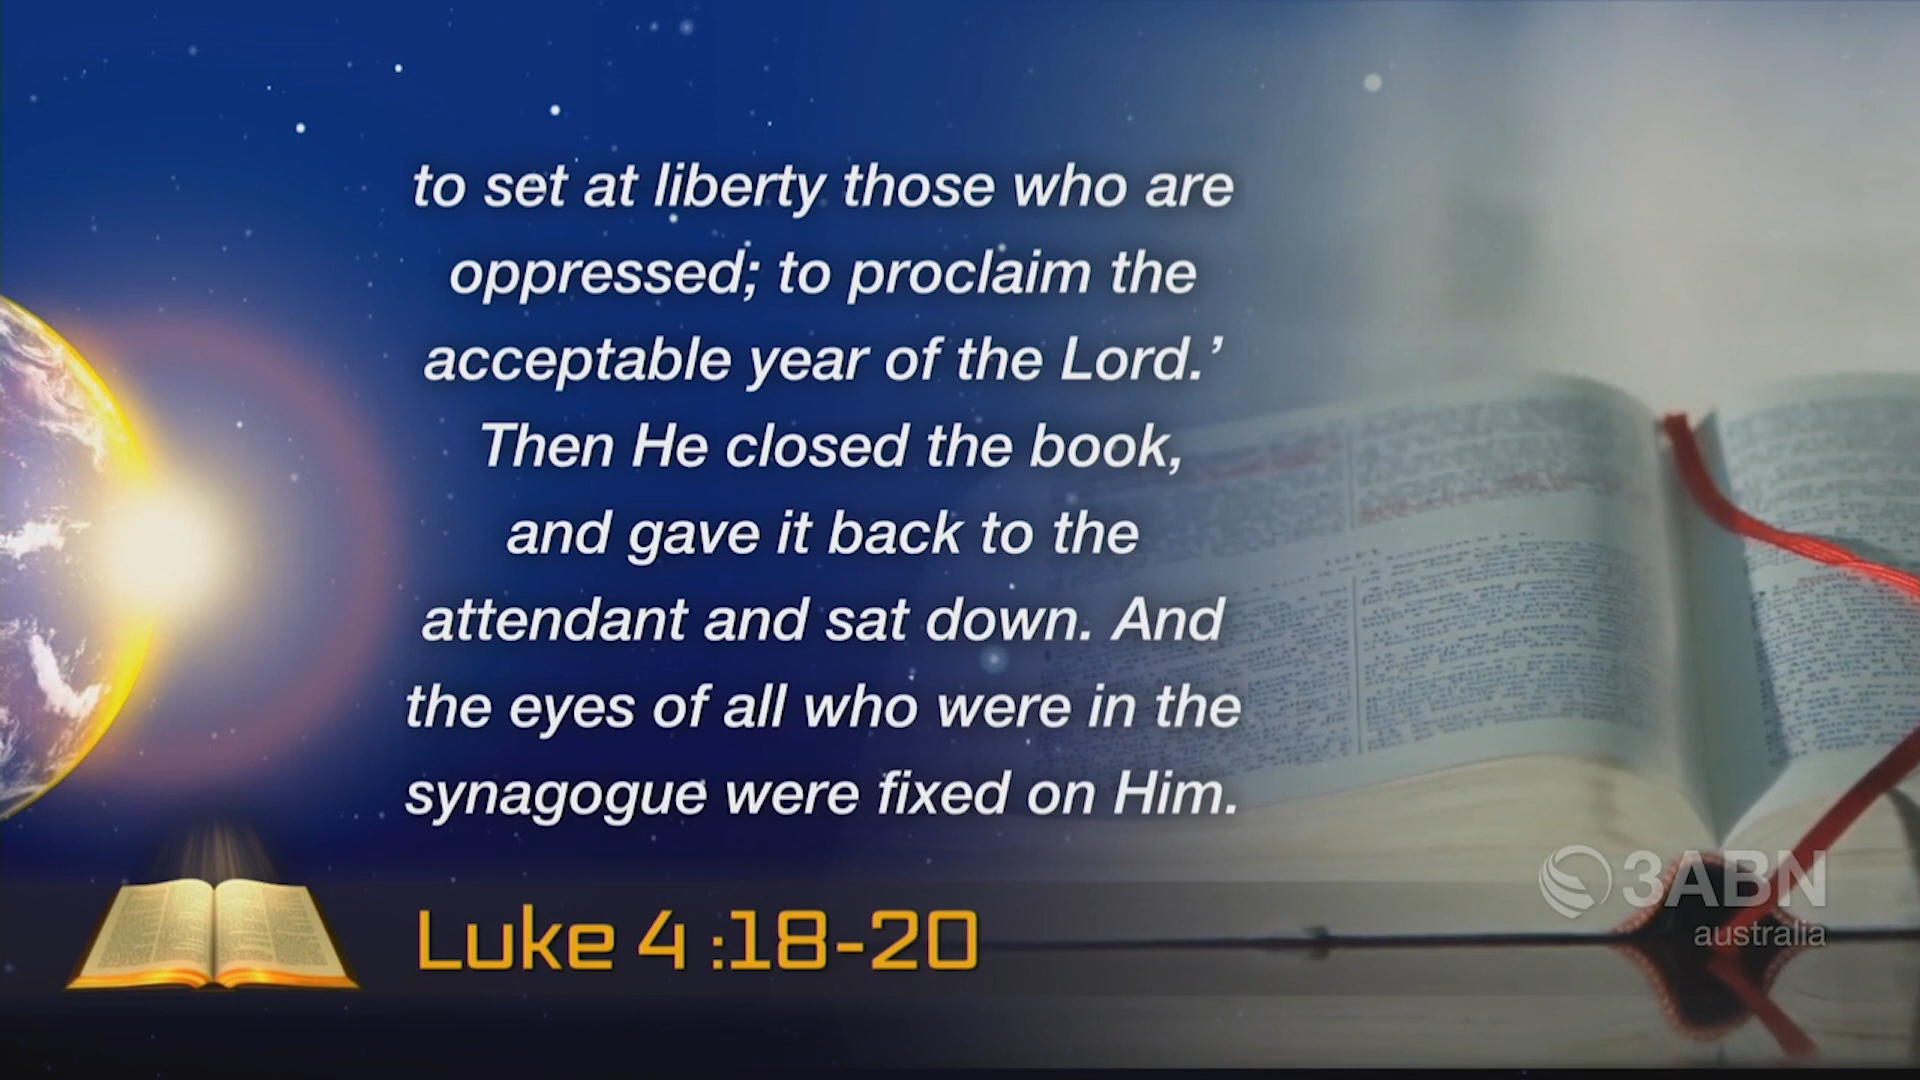 to set at liberty those who are
oppressed; to proclaim the
acceptable year of the Lord.’
Then He closed the book,
and gave it back to the
attendant and sat down. And
the eyes of all who were in the
synagogue were fixed on Him.
Luke 4 :18-20
3ABN
australia